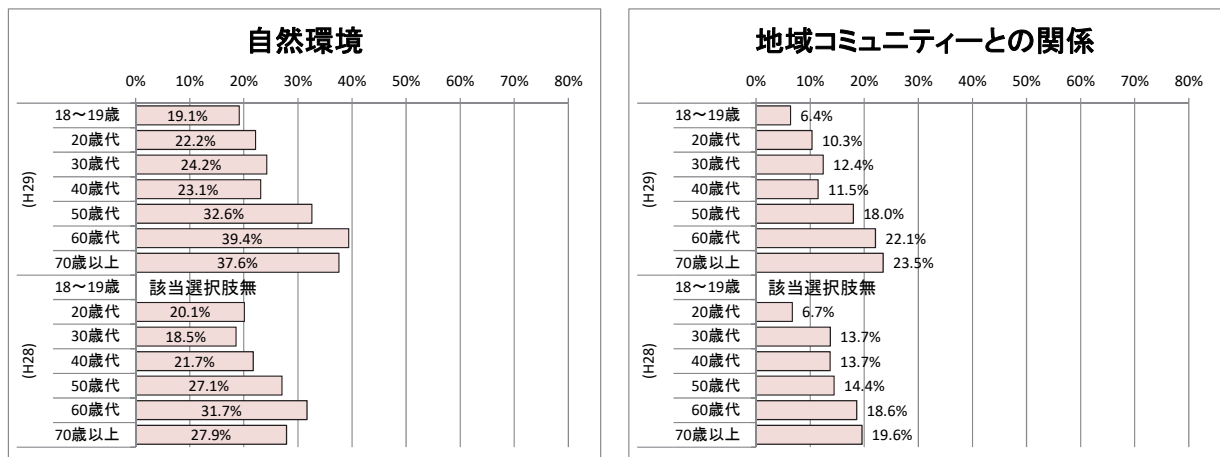 自然環境
0% 10% 20% 30% 40% 50% 60% 70% 80%
(H29)
18～19歳 19.1%
20歳代 22.2%
30歳代 24.2%
40歳代 23.1%
50歳代 32.6%
60歳代 39.4%
70歳以上 37.6%
(H28)
18～19歳 該当選択肢無
20歳代 20.1%
30歳代 18.5%
40歳代 21.7%
50歳代 27.1%
60歳代 31.7%
70歳以上 27.9%
地域コミュニティーとの関係
0% 10% 20% 30% 40% 50% 60% 70% 80%
(H29)
18～19歳 6.4%
20歳代 10.3%
30歳代 12.4%
40歳代 11.5%
50歳代 18.0%
60歳代 22.1%
70歳以上 23.5%
(H28)
18～19歳 該当選択肢無
20歳代 6.7%
30歳代 13.7%
40歳代 13.7%
50歳代 14.4%
60歳代 18.6%
70歳以上 19.6%